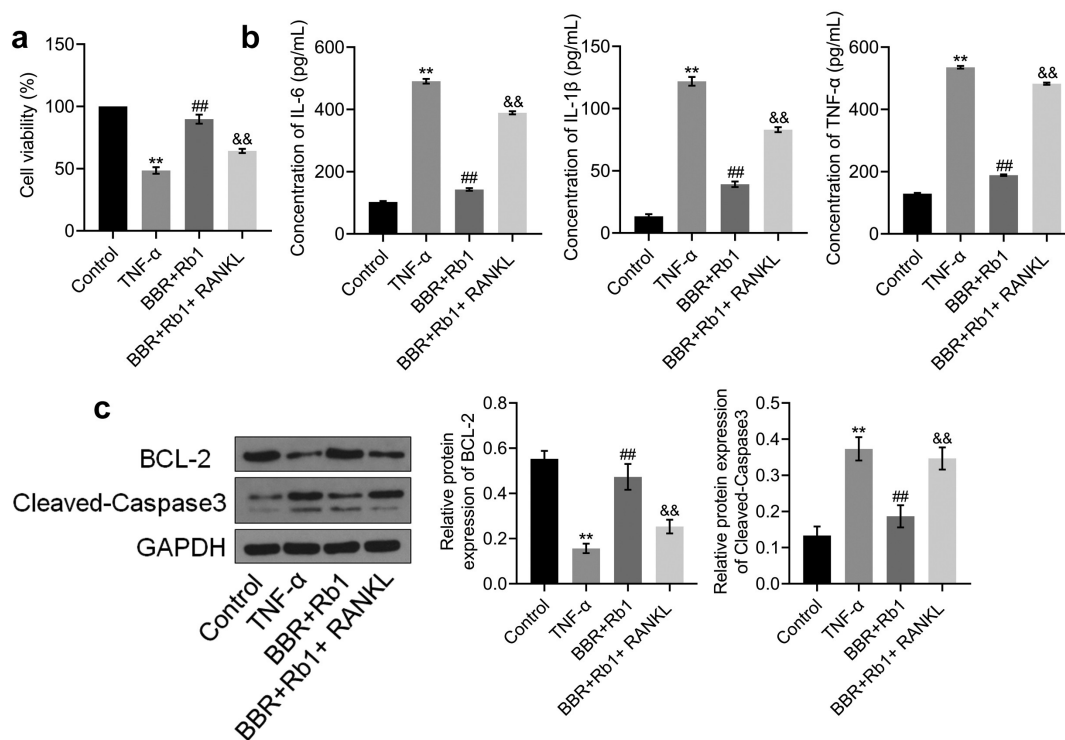 a
Cell viability (%)
150
100
50
0
**
##
&&
Control
TNF-α
BBR+Rb1
BBR+Rb1+ RANKL
b
Concentration of IL-6 (pg/mL)
600
400
200
0
**
##
&&
Control
TNF-α
BBR+Rb1
BBR+Rb1+ RANKL
Concentration of IL-1β (pg/mL)
150
100
50
0
**
##
&&
Control
TNF-α
BBR+Rb1
BBR+Rb1+ RANKL
Concentration of TNF-α (pg/mL)
600
400
200
0
**
##
&&
Control
TNF-α
BBR+Rb1
BBR+Rb1+ RANKL
c
BCL-2
Cleaved-Caspase3
GAPDH
Control
TNF-α
BBR+Rb1
BBR+Rb1+ RANKL
Relative protein
expression of BCL-2
0.8
0.6
0.4
0.2
0.0
**
##
&&
Control
TNF-α
BBR+Rb1
BBR+Rb1+ RANKL
Relative protein expression
of Cleaved-Caspase3
0.5
0.4
0.3
0.2
0.1
0.0
**
##
&&
Control
TNF-α
BBR+Rb1
BBR+Rb1+ RANKL